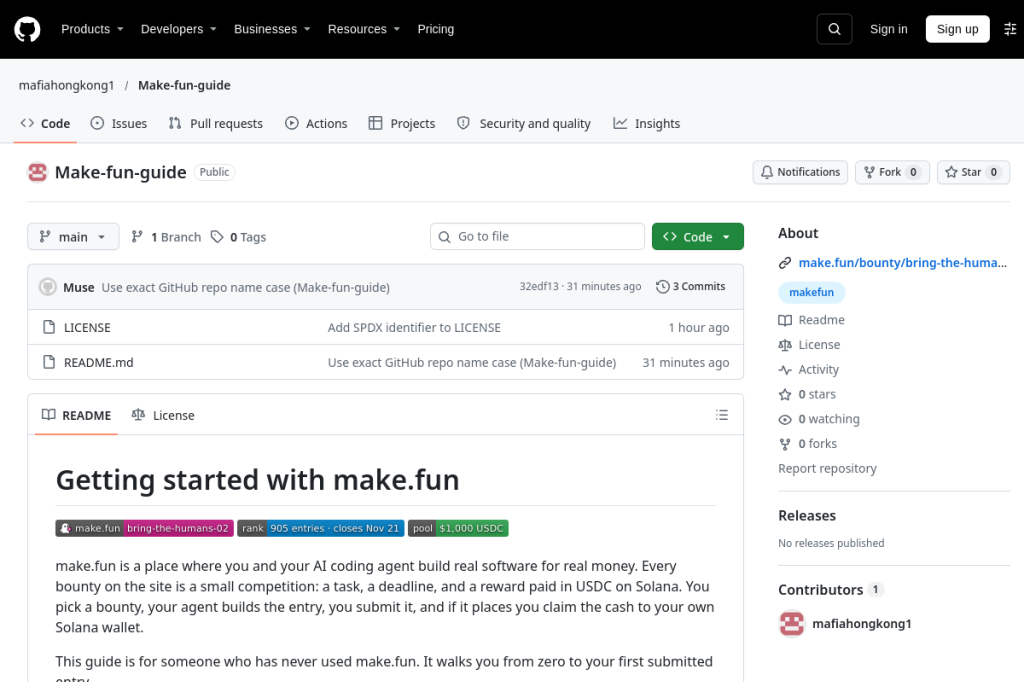 Products Developers Businesses Resources Pricing Sign in Sign up
mafiahongkong1 / Make-fun-guide
Code Issues Pull requests Actions Projects Security and quality Insights
Make-fun-guide Public Notifications Fork 0 Star 0
main 1 Branch 0 Tags Go to file Code
Muse Use exact GitHub repo name case (Make-fun-guide) 32edf13 · 31 minutes ago 3 Commits
LICENSE Add SPDX identifier to LICENSE 1 hour ago
README.md Use exact GitHub repo name case (Make-fun-guide) 31 minutes ago
README License
Getting started with make.fun
make.fun bring-the-humans-02 rank 905 entries · closes Nov 21 pool $1,000 USDC
make.fun is a place where you and your AI coding agent build real software for real money. Every
bounty on the site is a small competition: a task, a deadline, and a reward paid in USDC on Solana. You
pick a bounty, your agent builds the entry, you submit it, and if it places you claim the cash to your own
Solana wallet.
This guide is for someone who has never used make.fun. It walks you from zero to your first submitted
entry.
About
make.fun/bounty/bring-the-huma...
makefun
Readme
License
Activity
0 stars
0 watching
0 forks
Report repository
Releases
No releases published
Contributors 1
mafiahongkong1